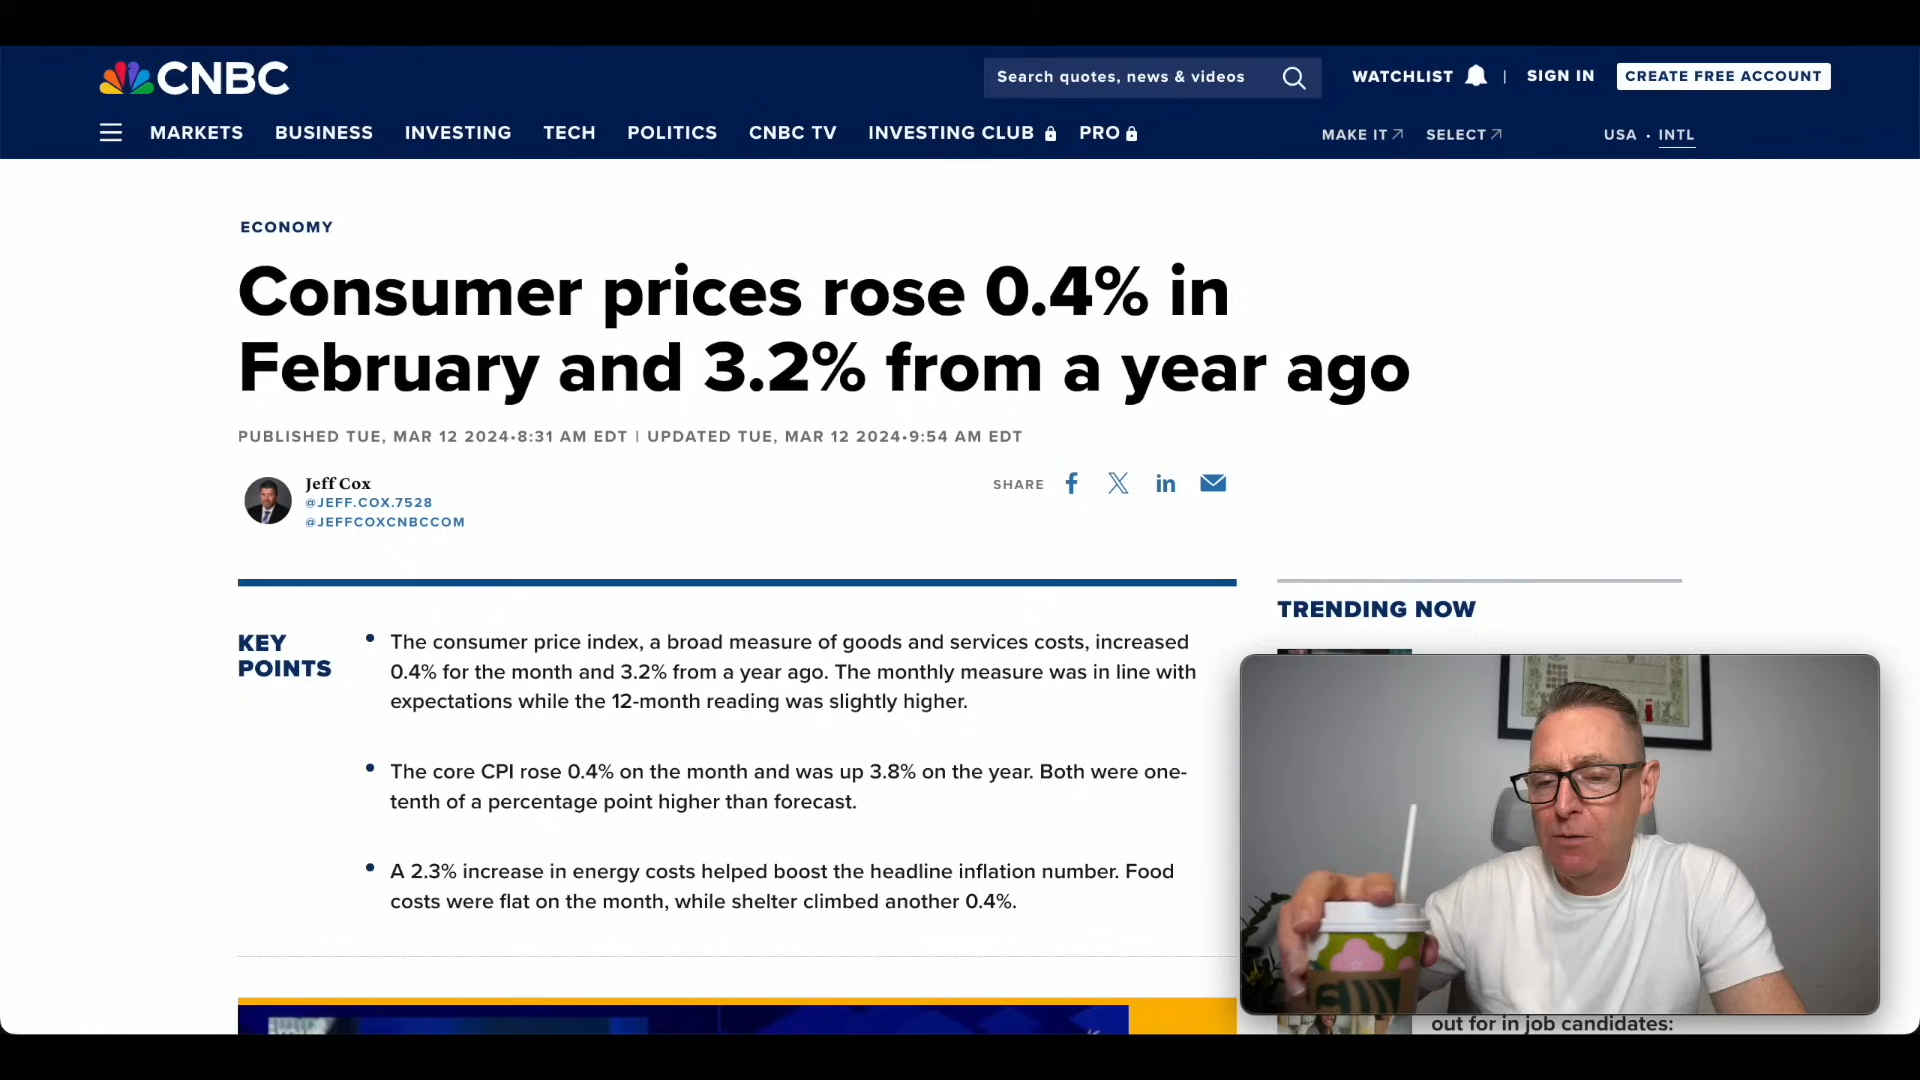 CNBC
Search quotes, news & videos
WATCHLIST
|
SIGN IN
CREATE FREE ACCOUNT
MARKETS
BUSINESS
INVESTING
TECH
POLITICS
CNBC TV
INVESTING CLUB
PRO
MAKE IT
SELECT
USA • INTL
ECONOMY
Consumer prices rose 0.4% in
February and 3.2% from a year ago
PUBLISHED TUE, MAR 12 2024•8:31 AM EDT | UPDATED TUE, MAR 12 2024•9:54 AM EDT
Jeff Cox
@JEFF.COX.7528
@JEFFCOXCNBCCOM
SHARE
KEY
POINTS
• The consumer price index, a broad measure of goods and services costs, increased
0.4% for the month and 3.2% from a year ago. The monthly measure was in line with
expectations while the 12-month reading was slightly higher.
• The core CPI rose 0.4% on the month and was up 3.8% on the year. Both were one-
tenth of a percentage point higher than forecast.
• A 2.3% increase in energy costs helped boost the headline inflation number. Food
costs were flat on the month, while shelter climbed another 0.4%.
TRENDING NOW
out for in job candidates: